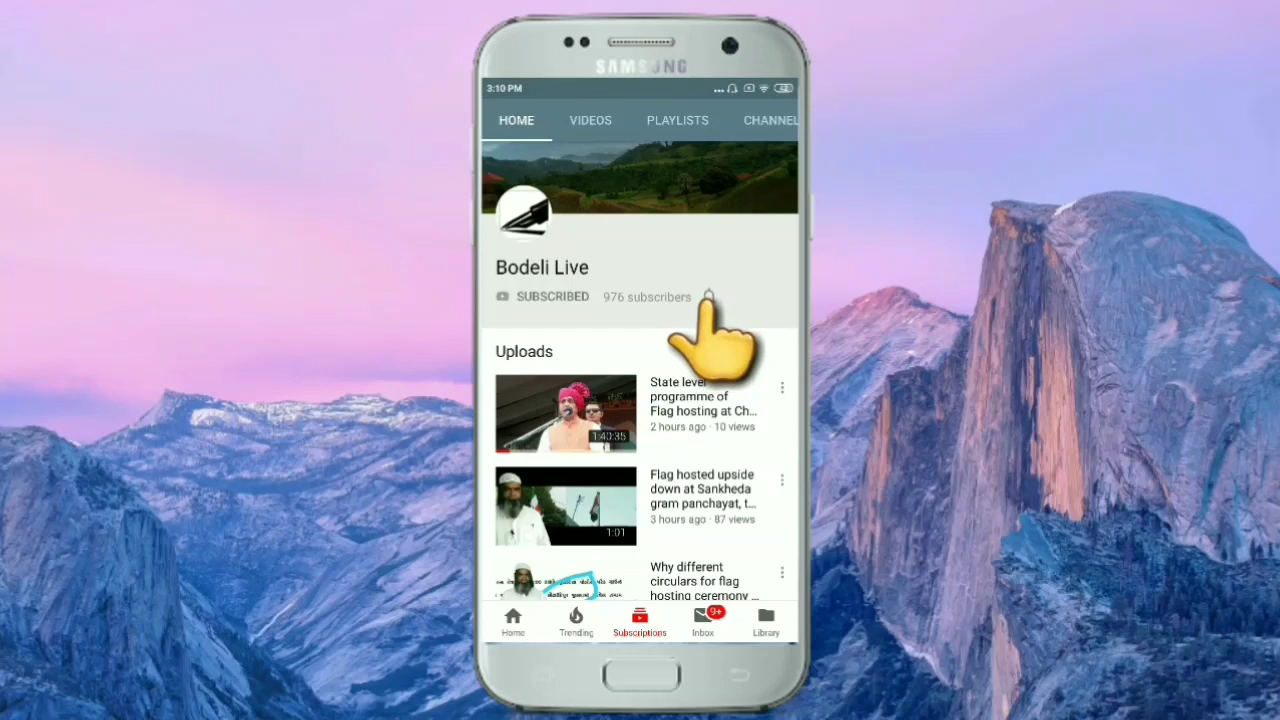 SAMSUNG
3:10 PM
HOME VIDEOS PLAYLISTS CHANNEL
Bodeli Live
SUBSCRIBED 976 subscribers
Uploads
State level
programme of
Flag hosting at Ch...
2 hours ago · 10 views
1:40:35
Flag hosted upside
down at Sankheda
gram panchayat, t...
3 hours ago · 87 views
1:01
Why different
circulars for flag
hosting ceremony ...
Home Trending Subscriptions Inbox Library
9+